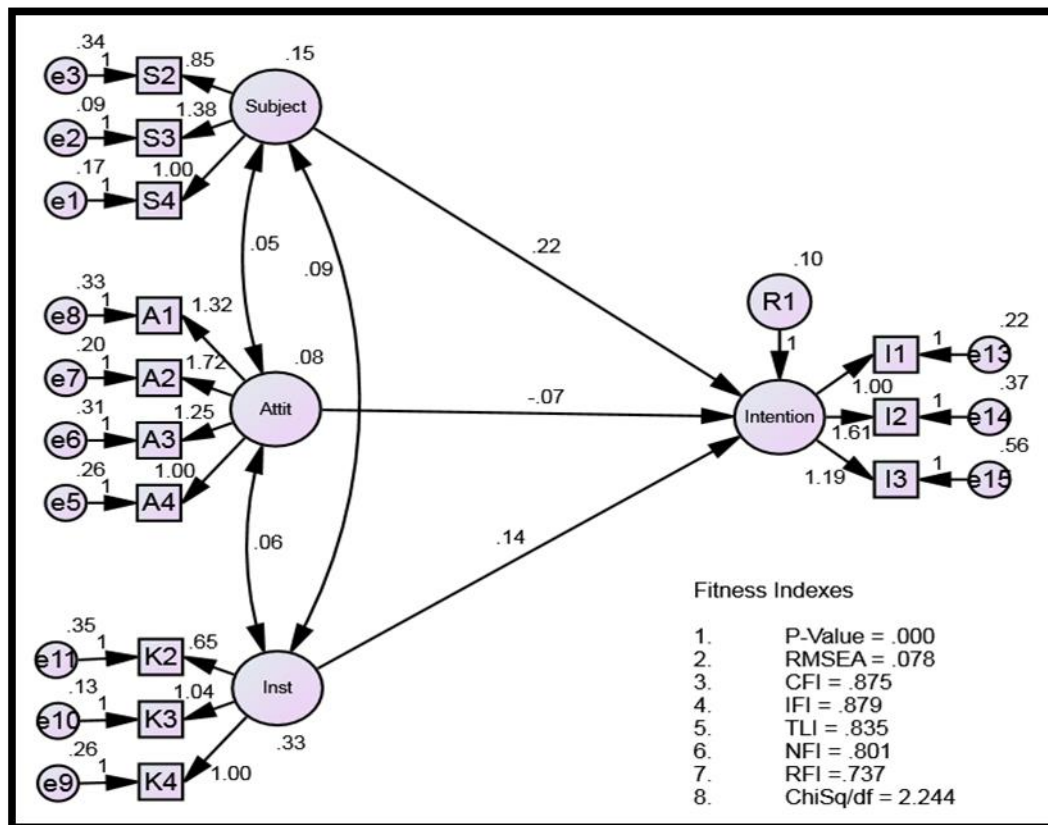 .34
.15
e3 1 S2 .85
.09
Subject
e2 1 S3 1.38
.17
e1 1 S4 1.00
.05
.09
.22
.10
R1
.33
e8 1 A1 1.32
.22
1
I1 1 e13
.20
.08
1.00
.37
e7 1 A2 1.72
Attit
-.07
Intention
I2 1 e14
.31
1.61
.56
e6 1 A3 1.25
1.19
I3 1 e15
.26
e5 1 A4 1.00
.06
.14
Fitness Indexes
.35
e11 1 K2 .65
1. P-Value = .000
.13
Inst
2. RMSEA = .078
e10 1 K3 1.04
3. CFI = .875
.33
4. IFI = .879
.26
5. TLI = .835
e9 1 K4 1.00
6. NFI = .801
7. RFI =.737
8. ChiSq/df = 2.244